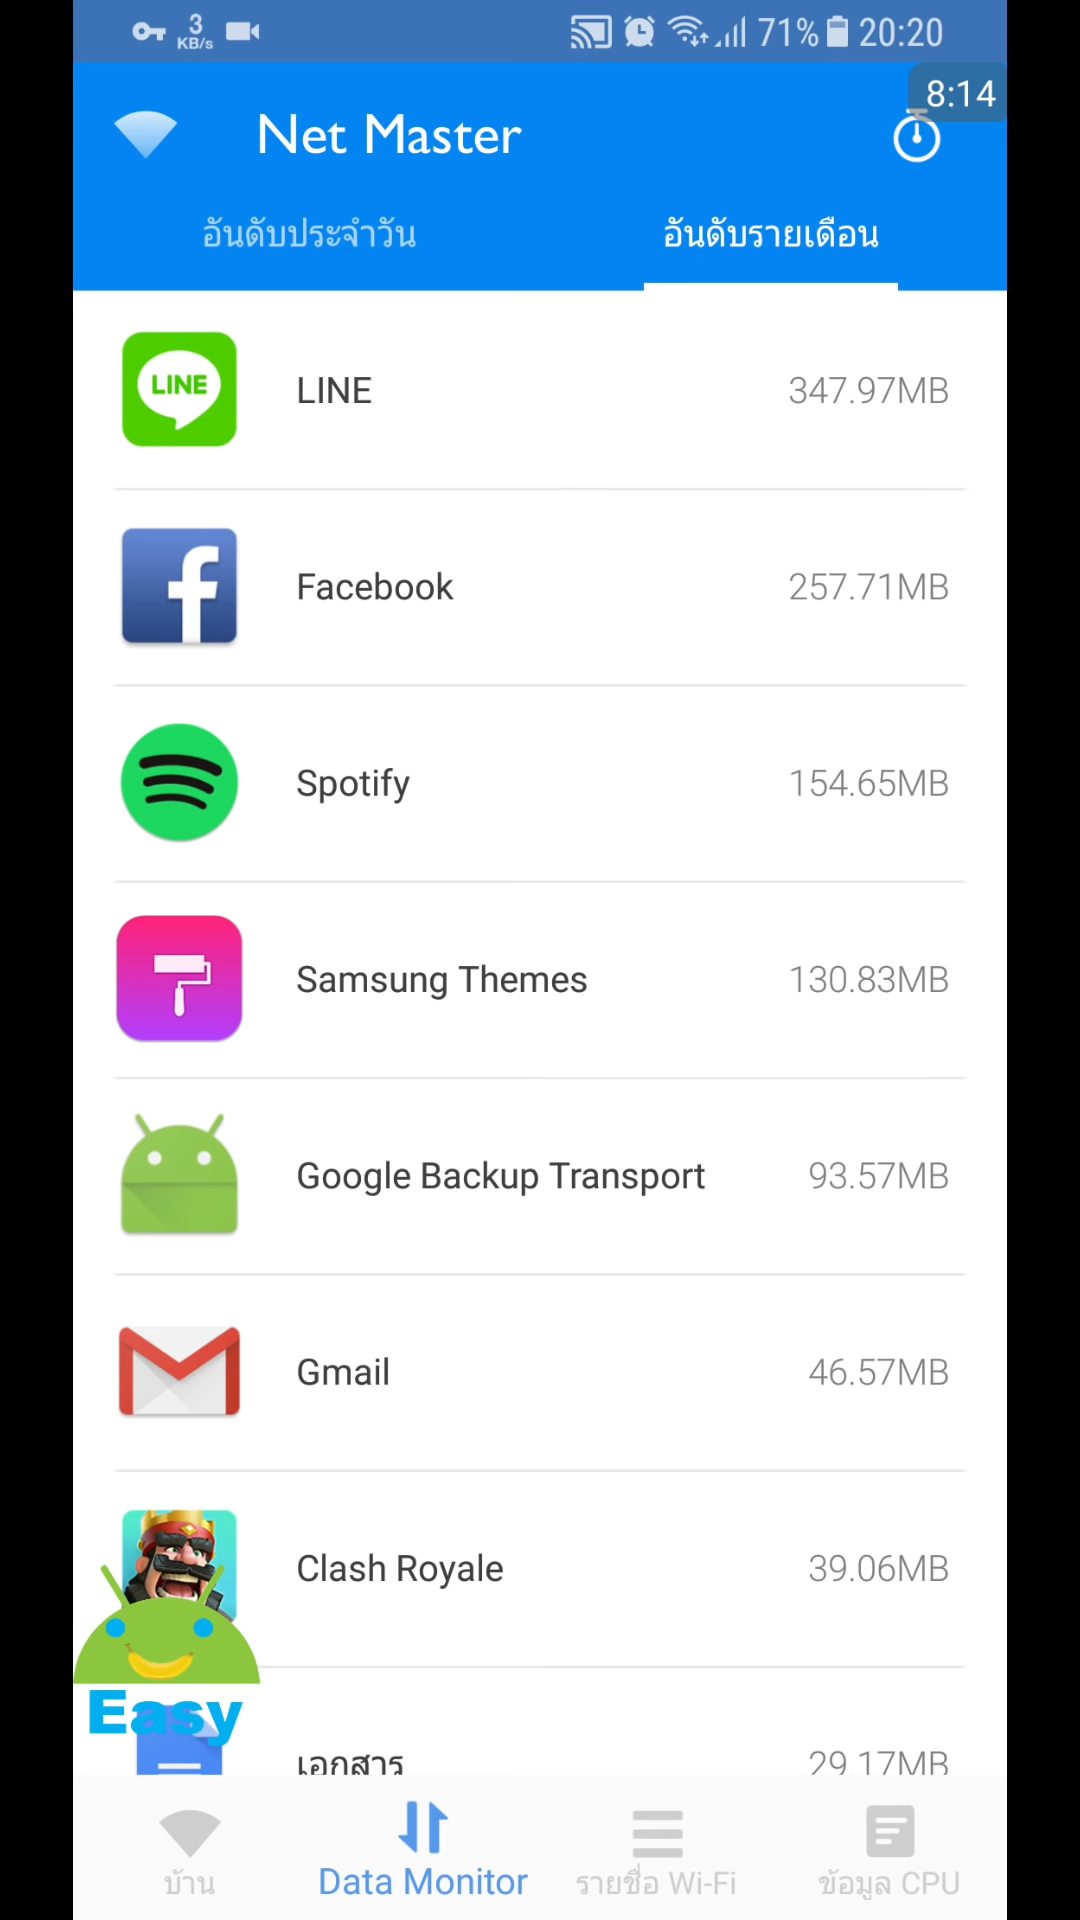 3
KB/s
71%
20:20
8:14
Net Master
อันดับประจำวัน
อันดับรายเดือน
LINE
LINE
347.97MB
Facebook
257.71MB
Spotify
154.65MB
Samsung Themes
130.83MB
Google Backup Transport
93.57MB
Gmail
46.57MB
Clash Royale
39.06MB
Easy
เอกสาร
29.17MB
บ้าน
Data Monitor
รายชื่อ Wi-Fi
ข้อมูล CPU